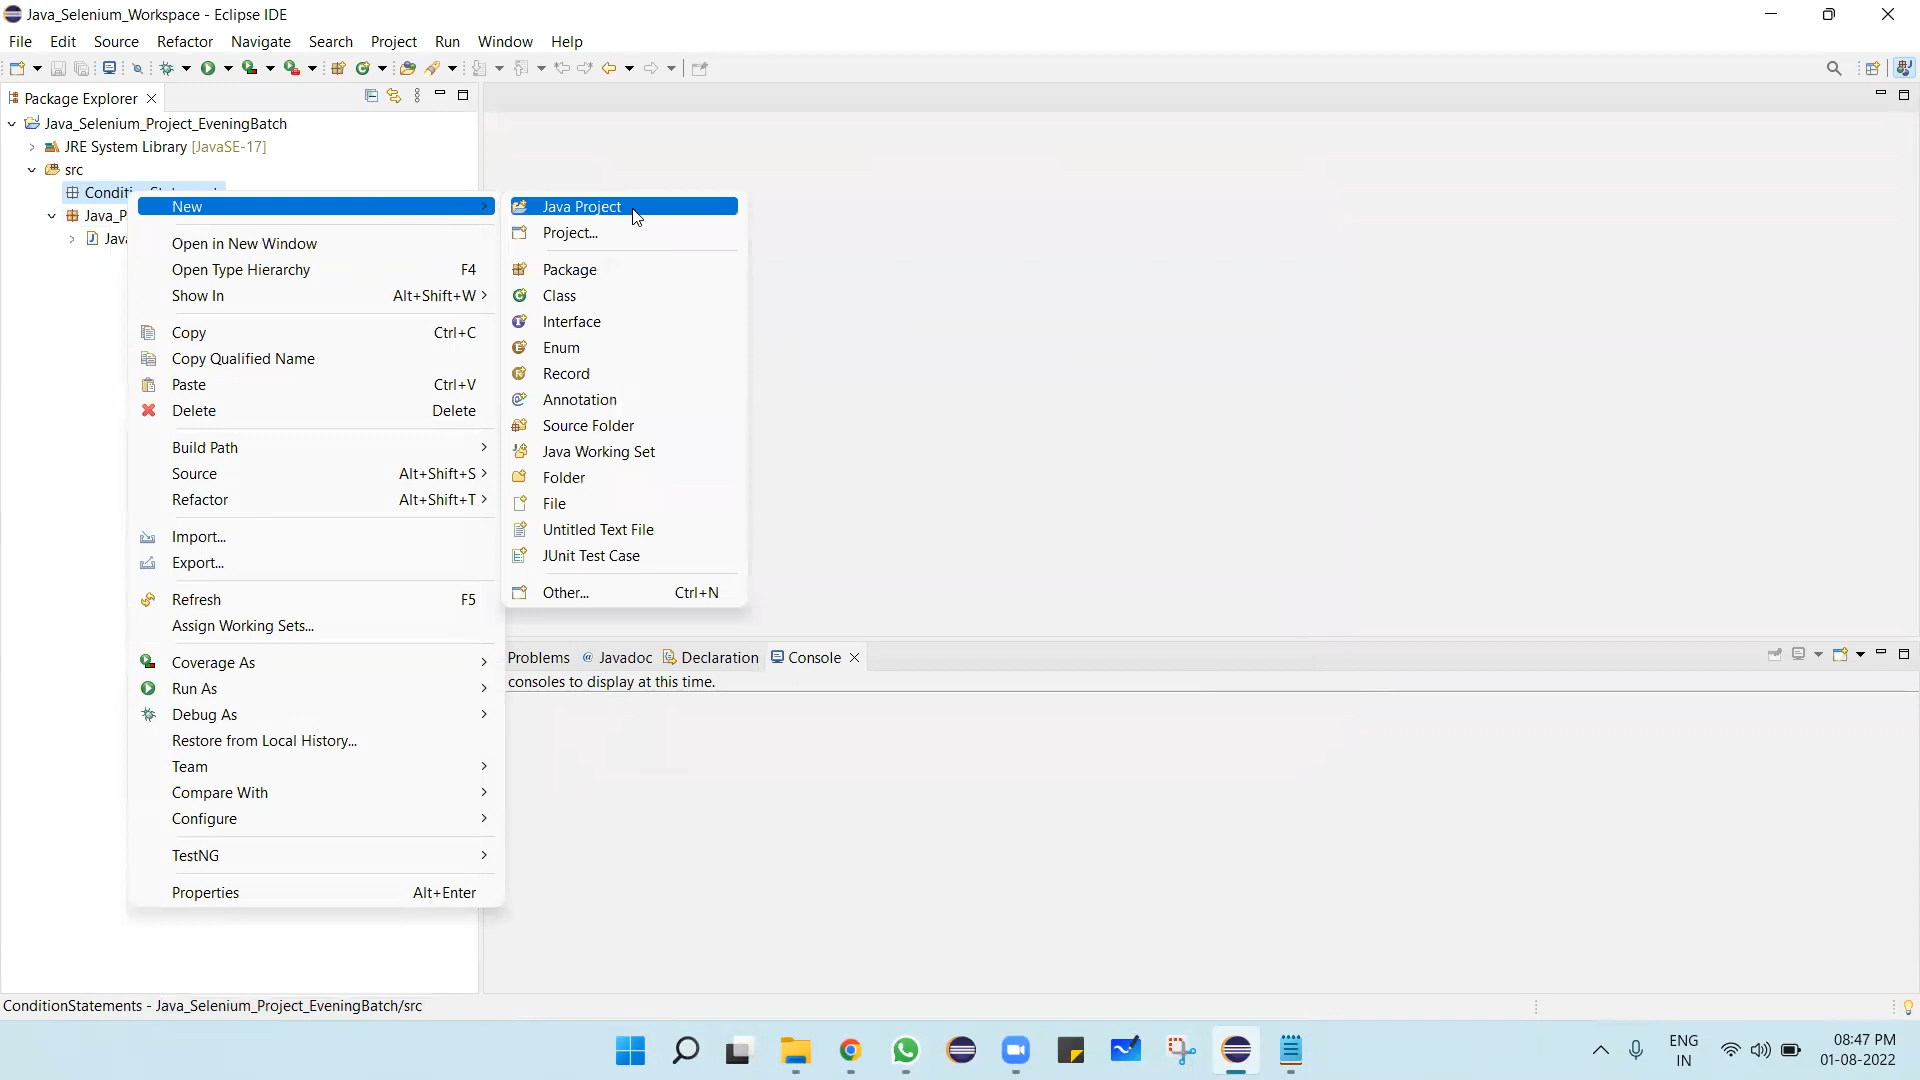 Java_Selenium_Workspace - Eclipse IDE
File Edit Source Refactor Navigate Search Project Run Window Help
Package Explorer
Java_Selenium_Project_EveningBatch
JRE System Library [JavaSE-17]
src
Java_P
New
Open in New Window
Open Type Hierarchy F4
Show In Alt+Shift+W >
Copy Ctrl+C
Copy Qualified Name
Paste Ctrl+V
Delete Delete
Build Path >
Source Alt+Shift+S >
Refactor Alt+Shift+T >
Import...
Export...
Refresh F5
Assign Working Sets...
Coverage As >
Run As >
Debug As >
Restore from Local History...
Team >
Compare With >
Configure >
TestNG >
Properties Alt+Enter
Java Project
Project...
Package
Class
Interface
Enum
Record
Annotation
Source Folder
Java Working Set
Folder
File
Untitled Text File
JUnit Test Case
Other... Ctrl+N
Problems @ Javadoc Declaration Console
consoles to display at this time.
ConditionStatements - Java_Selenium_Project_EveningBatch/src
ENG
IN
08:47 PM
01-08-2022